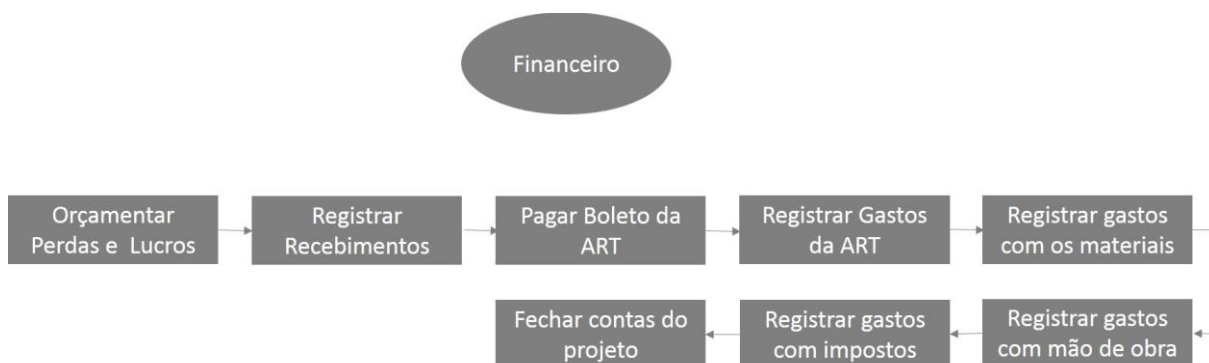 Financeiro
Orçamentar
Perdas e Lucros
Registrar
Recebimentos
Pagar Boleto da
ART
Registrar Gastos
da ART
Registrar gastos
com os materiais
Registrar gastos
com mão de obra
Registrar gastos
com impostos
Fechar contas do
projeto